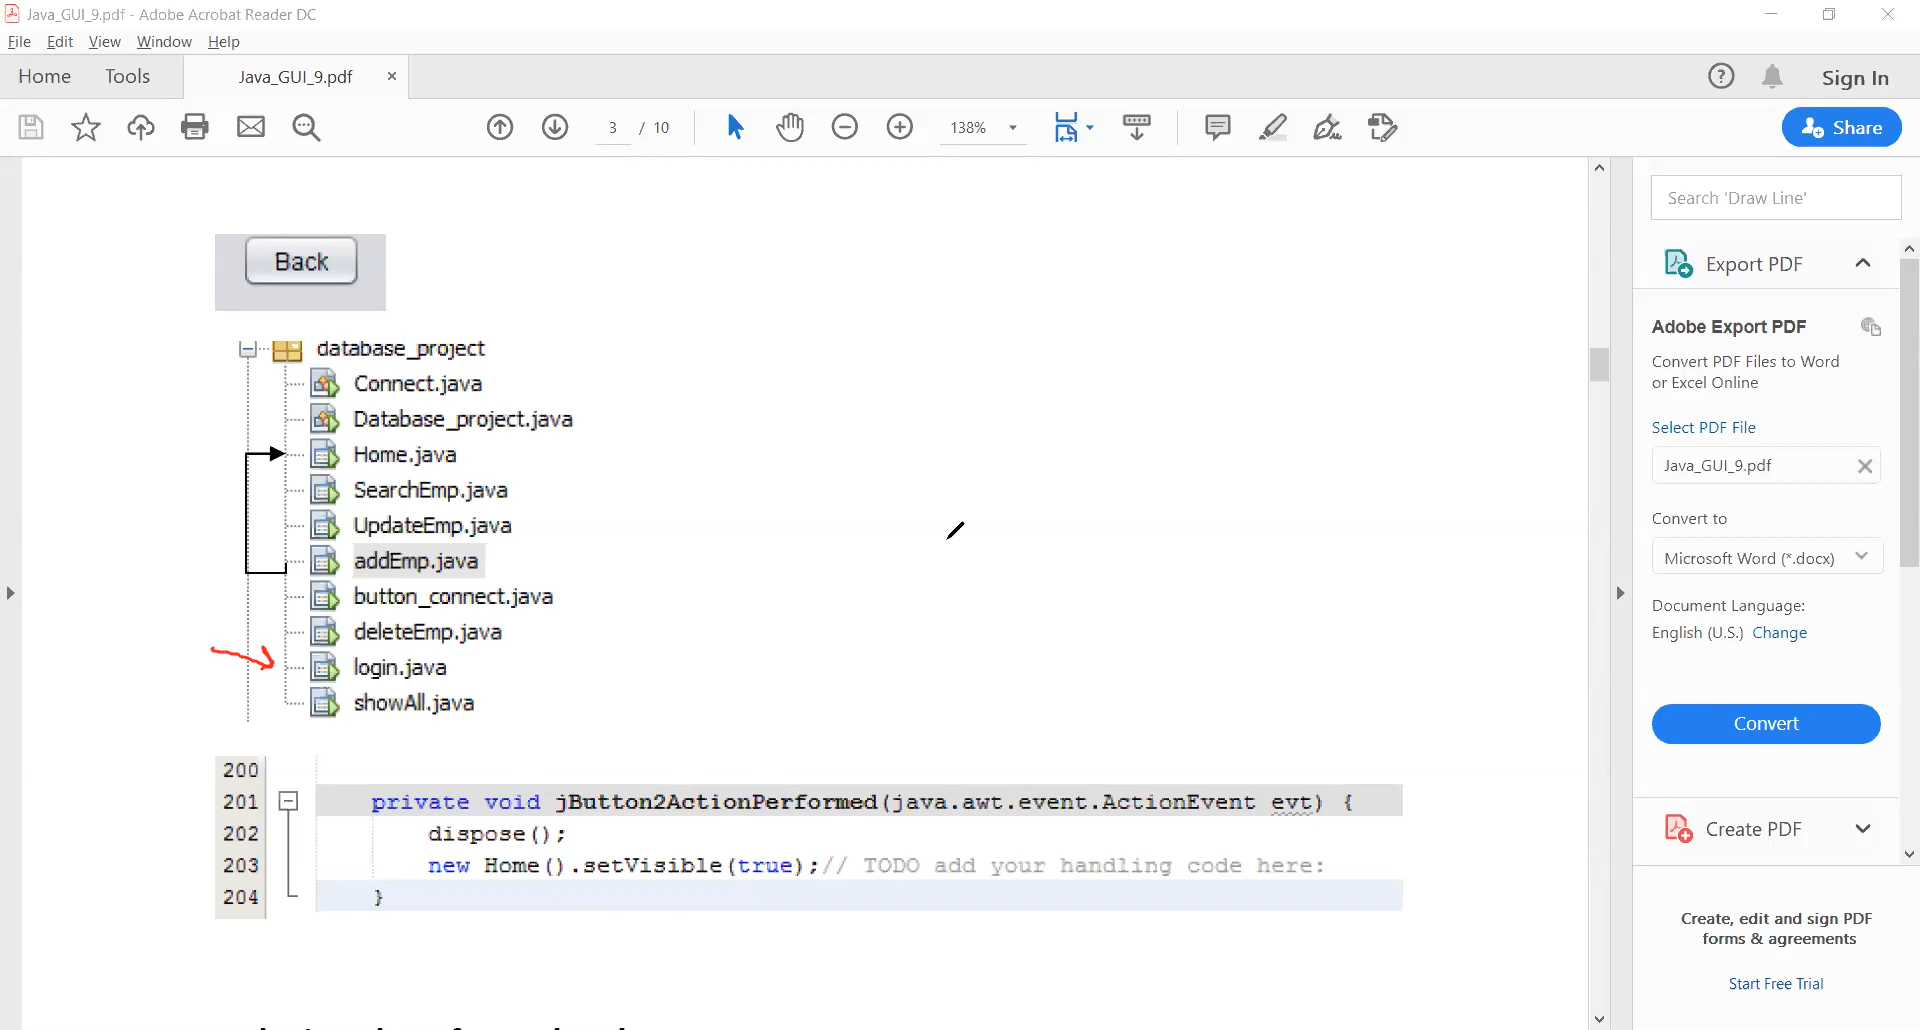 Java_GUI_9.pdf - Adobe Acrobat Reader DC
File Edit View Window Help
Home Tools Java_GUI_9.pdf × ? Sign In
3 / 10 138% Share
Search 'Draw Line'
Back
Export PDF
database_project
Adobe Export PDF
Connect.java
Convert PDF Files to Word
or Excel Online
Database_project.java
Select PDF File
Home.java
Java_GUI_9.pdf
SearchEmp.java
Convert to
UpdateEmp.java
Microsoft Word (*.docx)
addEmp.java
button_connect.java
Document Language:
deleteEmp.java
English (U.S.) Change
login.java
showAll.java
Convert
200
201 private void jButton2ActionPerformed(java.awt.event.ActionEvent evt) {
202 dispose();
203 new Home().setVisible(true);// TODO add your handling code here:
204 }
Create PDF
Create, edit and sign PDF
forms & agreements
Start Free Trial